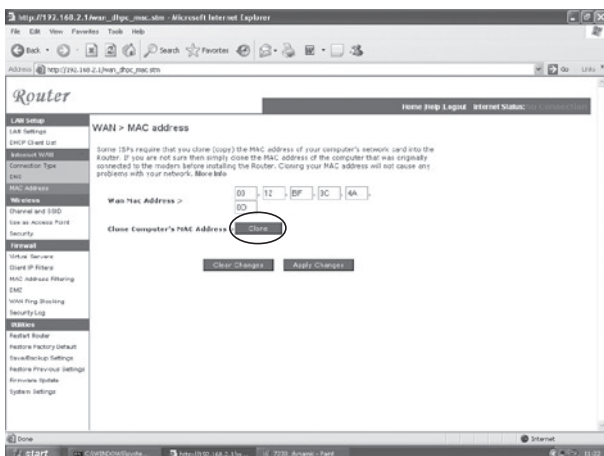 http://192.168.2.1/wan_dhpc_mac.stm - Microsoft Internet Explorer
File Edit View Favorites Tools Help
Back Search Favorites
Address http://192.168.2.1/wan_dhpc_mac.stm Go Links
Router
Home |Help |Logout Internet Status: No Connection
LAN Setup
LAN Settings
DHCP Client List
Internet WAN
Connection Type
DNS
MAC Address
Wireless
Channel and SSID
Use as Access Point
Security
Firewall
Virtual Servers
Client IP Filters
MAC Address Filtering
DMZ
WAN Ping Blocking
Security Log
Utilities
Restart Router
Restore Factory Default
Save/Backup Settings
Restore Previous Settings
Firmware Update
System Settings
WAN > MAC address
Some ISPs require that you clone (copy) the MAC address of your computer's network card into the
Router. If you are not sure then simply clone the MAC address of the computer that was originally
connected to the modem before installing the Router. Cloning your MAC address will not cause any
problems with your network. More Info
Wan Mac Address > 00 . 12 . BF . 3C . 4A .
0D
Clone Computer's MAC Address > Clone
Clear Changes Apply Changes
Done Internet
start 11:22